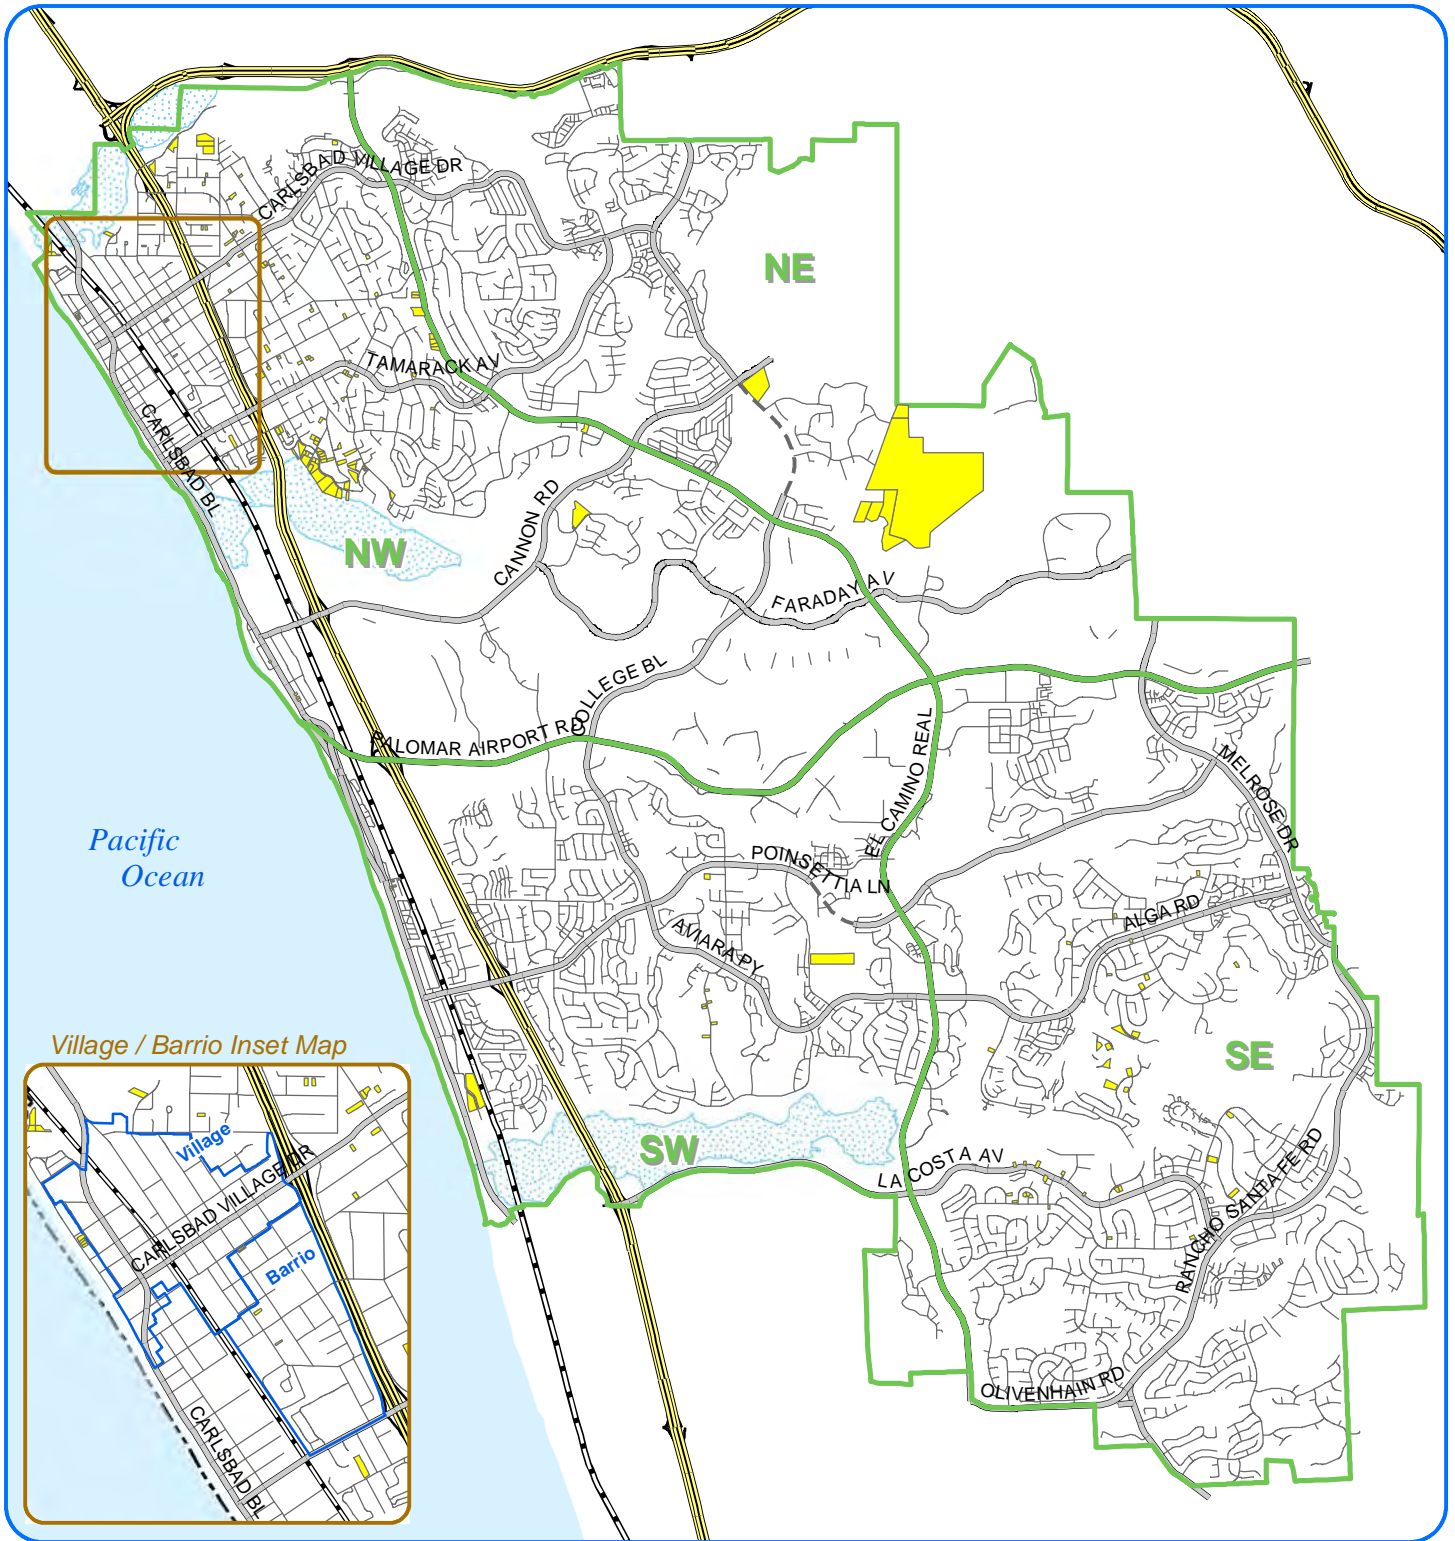 CARLSBAD VILLAGE DR
NE
TAMARACK AV
CARLSBAD BL
CANNON RD
NW
FARADAY AV
COLLEGE BL
PALOMAR AIRPORT RD
EL CAMINO REAL
MELROSE DR
Pacific
Ocean
POINSETTIA LN
ALGA RD
AVIARA PY
Village / Barrio Inset Map
SE
SW
LA COSTA AV
RANCHO SANTA FE RD
OLIVENHAIN RD
Village
CARLSBAD VILLAGE DR
Barrio
CARLSBAD BL